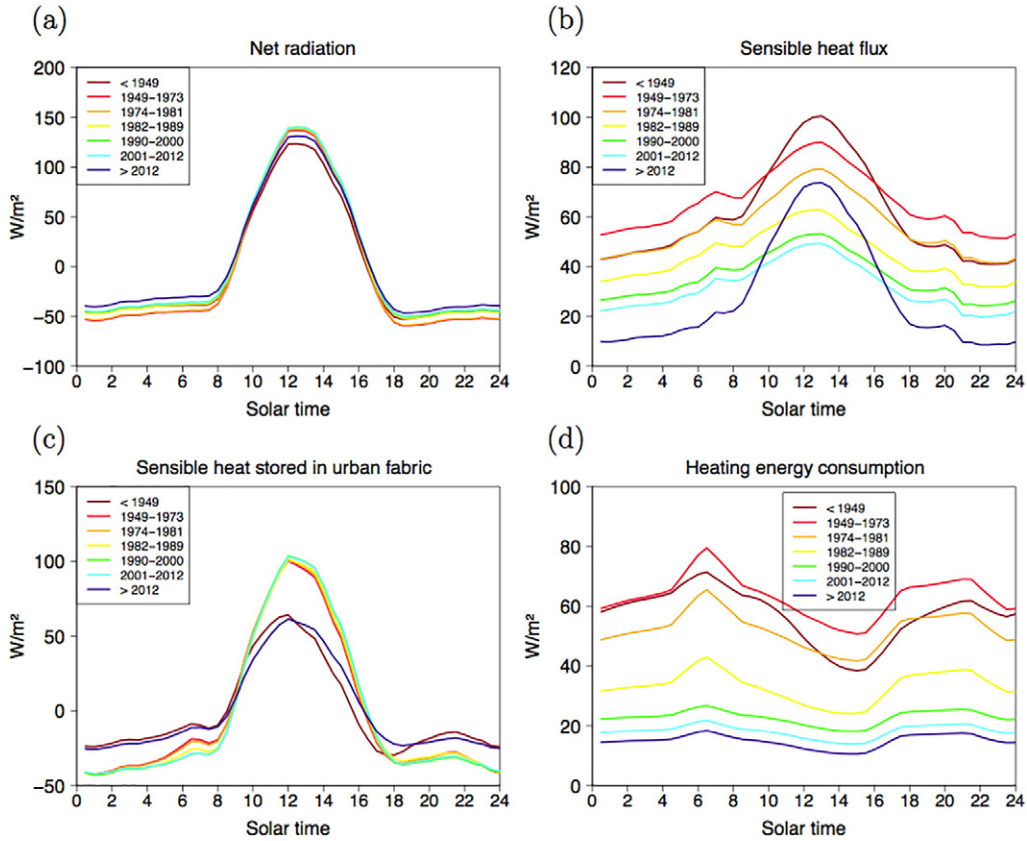 (a)
Net radiation
W/m²
200
150
100
50
0
−50
−100
< 1949
1949−1973
1974−1981
1982−1989
1990−2000
2001−2012
> 2012
0 2 4 6 8 10 12 14 16 18 20 22 24
Solar time
(b)
Sensible heat flux
W/m²
120
100
80
60
40
20
0
< 1949
1949−1973
1974−1981
1982−1989
1990−2000
2001−2012
> 2012
0 2 4 6 8 10 12 14 16 18 20 22 24
Solar time
(c)
Sensible heat stored in urban fabric
W/m²
150
100
50
0
−50
< 1949
1949−1973
1974−1981
1982−1989
1990−2000
2001−2012
> 2012
0 2 4 6 8 10 12 14 16 18 20 22 24
Solar time
(d)
Heating energy consumption
W/m²
100
80
60
40
20
0
< 1949
1949−1973
1974−1981
1982−1989
1990−2000
2001−2012
> 2012
0 2 4 6 8 10 12 14 16 18 20 22 24
Solar time